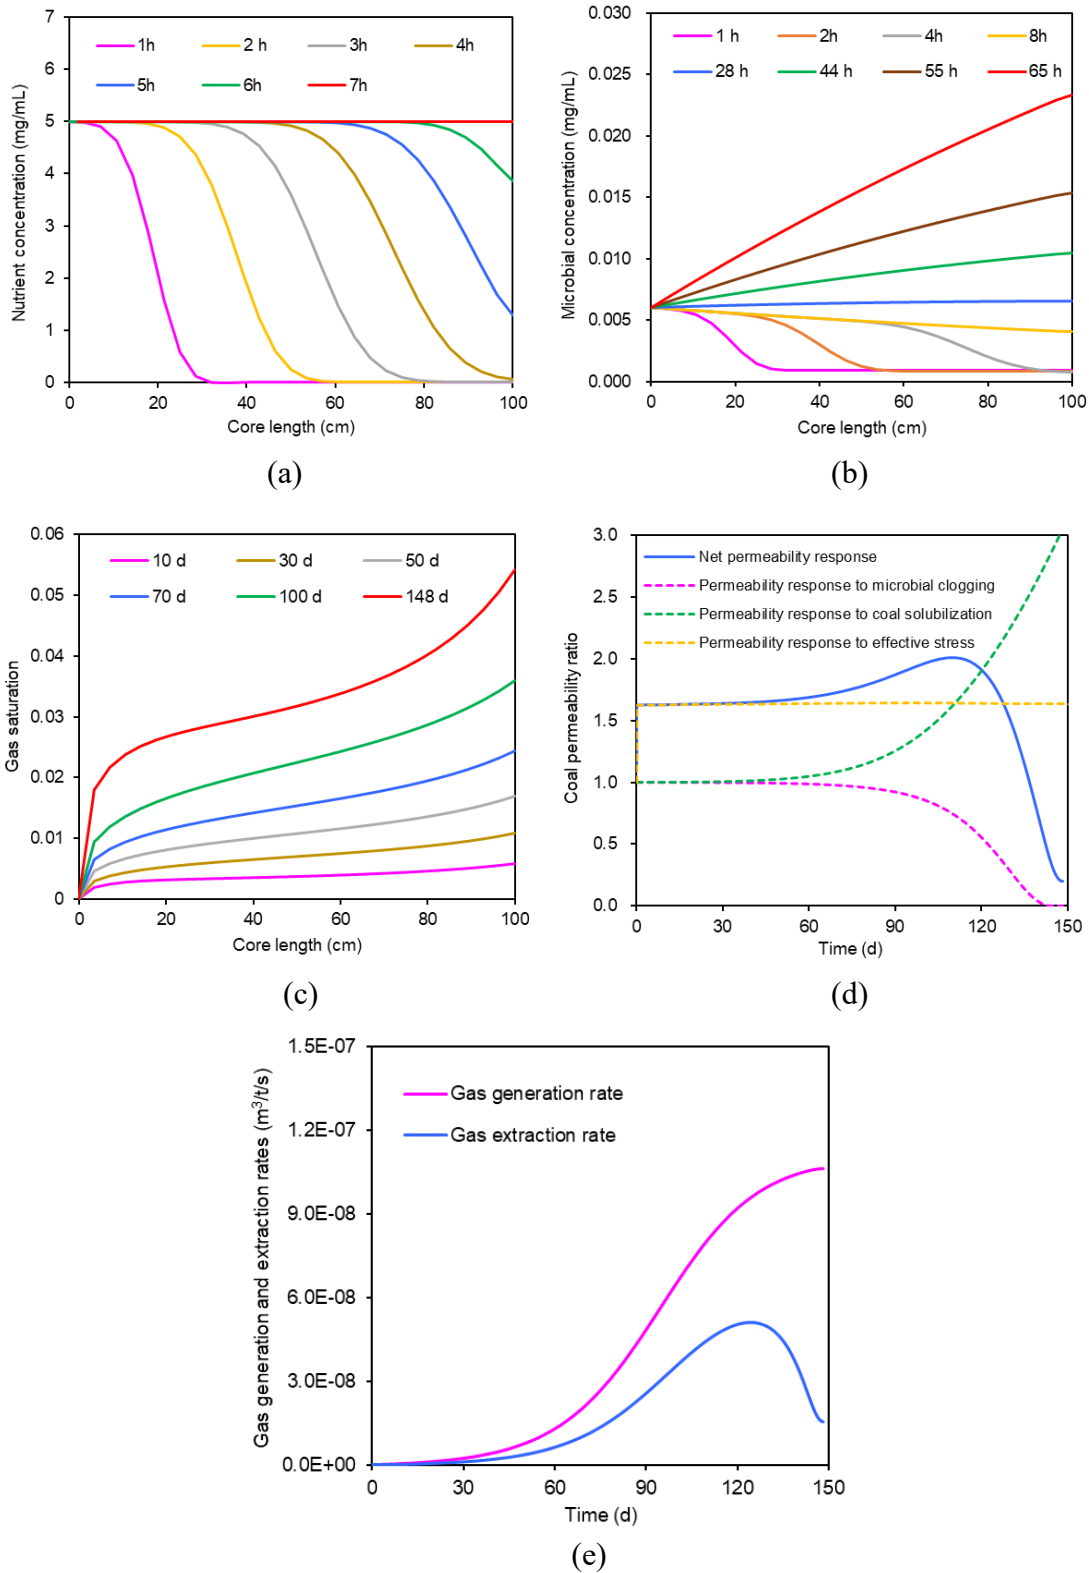 7
6
5
4
3
2
1
0
Nutrient concentration (mg/mL)
1h 2 h 3h 4h
5h 6h 7h
0 20 40 60 80 100
Core length (cm)
(a)
0.030
0.025
0.020
0.015
0.010
0.005
0.000
Microbial concentration (mg/mL)
1 h 2h 4h 8h
28 h 44 h 55 h 65 h
0 20 40 60 80 100
Core length (cm)
(b)
0.06
0.05
0.04
0.03
0.02
0.01
0
Gas saturation
10 d 30 d 50 d
70 d 100 d 148 d
0 20 40 60 80 100
Core length (cm)
(c)
3.0
2.5
2.0
1.5
1.0
0.5
0.0
Coal permeability ratio
Net permeability response
Permeability response to microbial clogging
Permeability response to coal solubilization
Permeability response to effective stress
0 30 60 90 120 150
Time (d)
(d)
1.5E-07
1.2E-07
9.0E-08
6.0E-08
3.0E-08
0.0E+00
Gas generation and extraction rates (m³/t/s)
Gas generation rate
Gas extraction rate
0 30 60 90 120 150
Time (d)
(e)